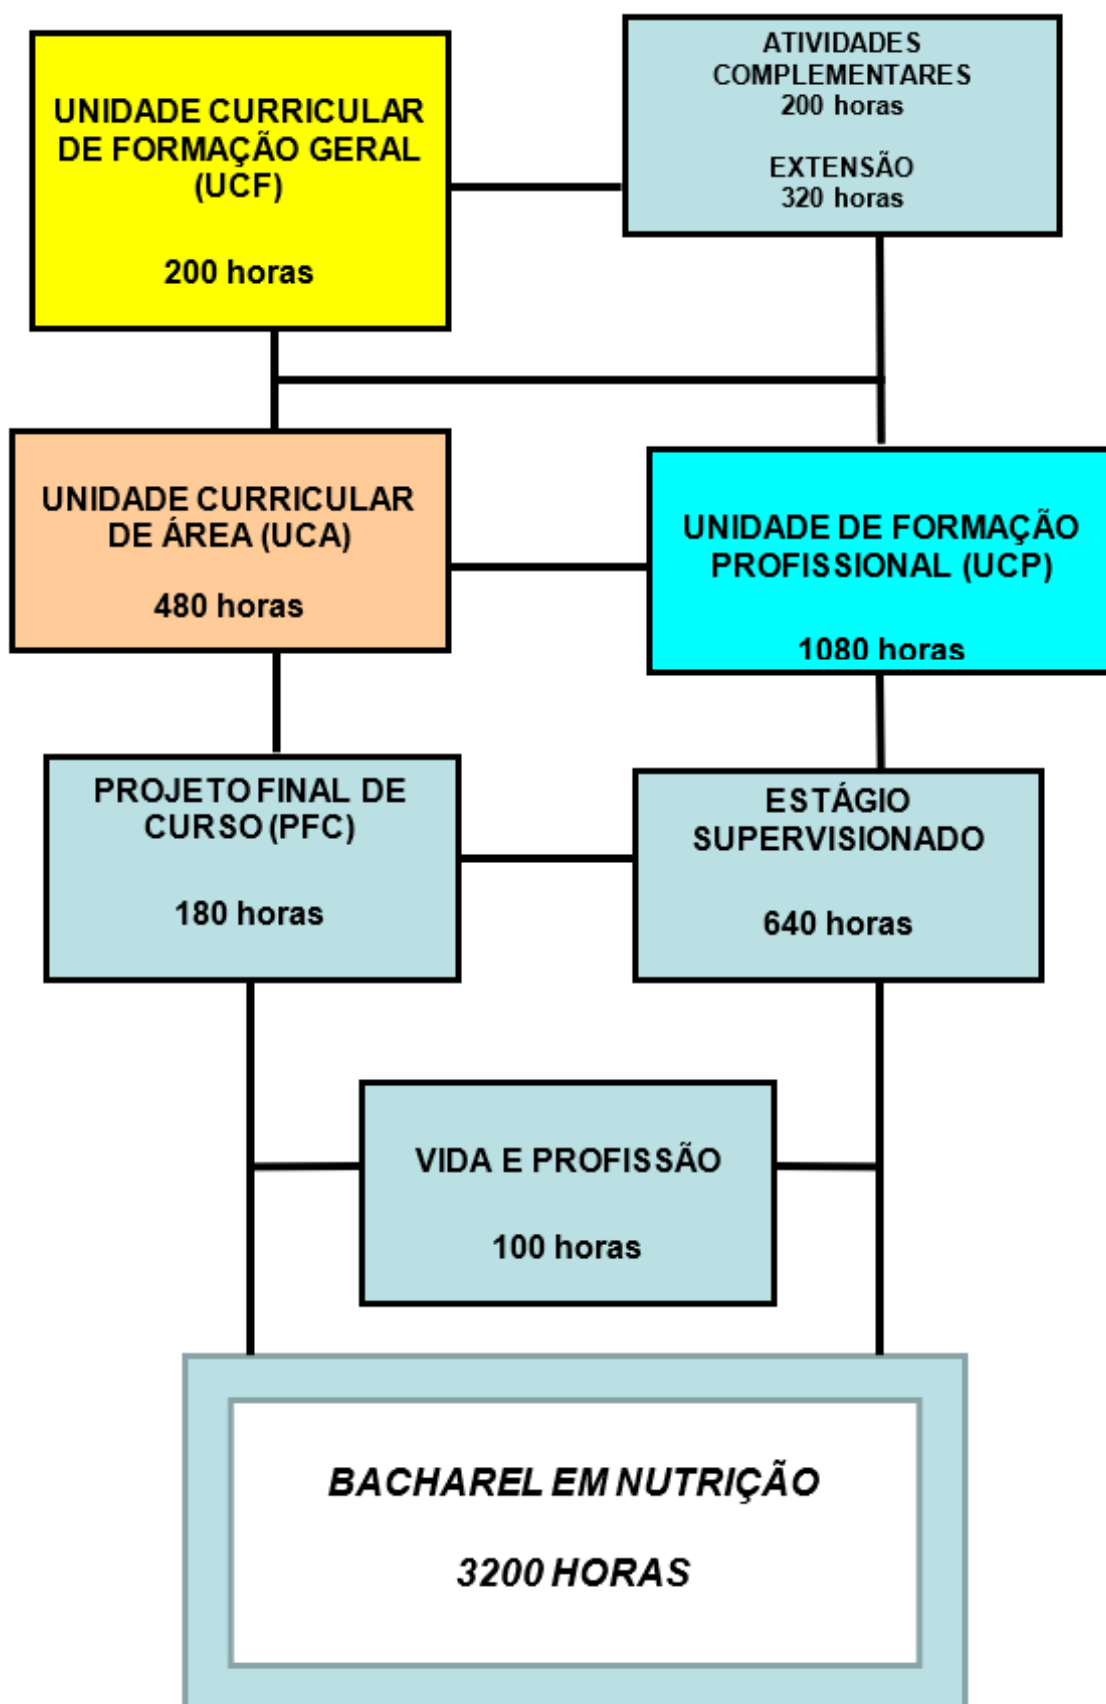 UNIDADE CURRICULAR
DE FORMAÇÃO GERAL
(UCF)
200 horas
ATIVIDADES
COMPLEMENTARES
200 horas
EXTENSÃO
320 horas
UNIDADE CURRICULAR
DE ÁREA (UCA)
480 horas
UNIDADE DE FORMAÇÃO
PROFISSIONAL (UCP)
1080 horas
PROJETO FINAL DE
CURSO (PFC)
180 horas
ESTÁGIO
SUPERVISIONADO
640 horas
VIDA E PROFISSÃO
100 horas
BACHAREL EM NUTRIÇÃO
3200 HORAS